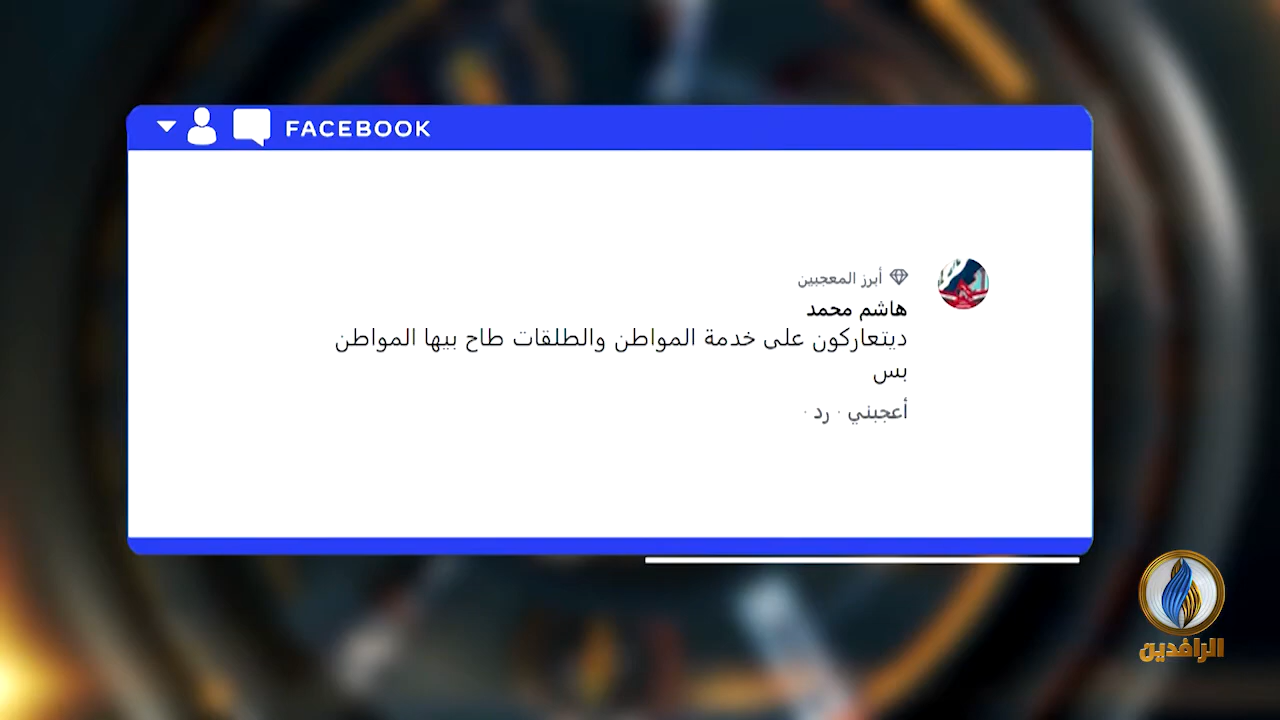 FACEBOOK
أبرز المعجبين
هاشم محمد
ديتعاركون على خدمة المواطن والطلقات طاح بيها المواطن
بس
أعجبني · رد ·
الرافدين